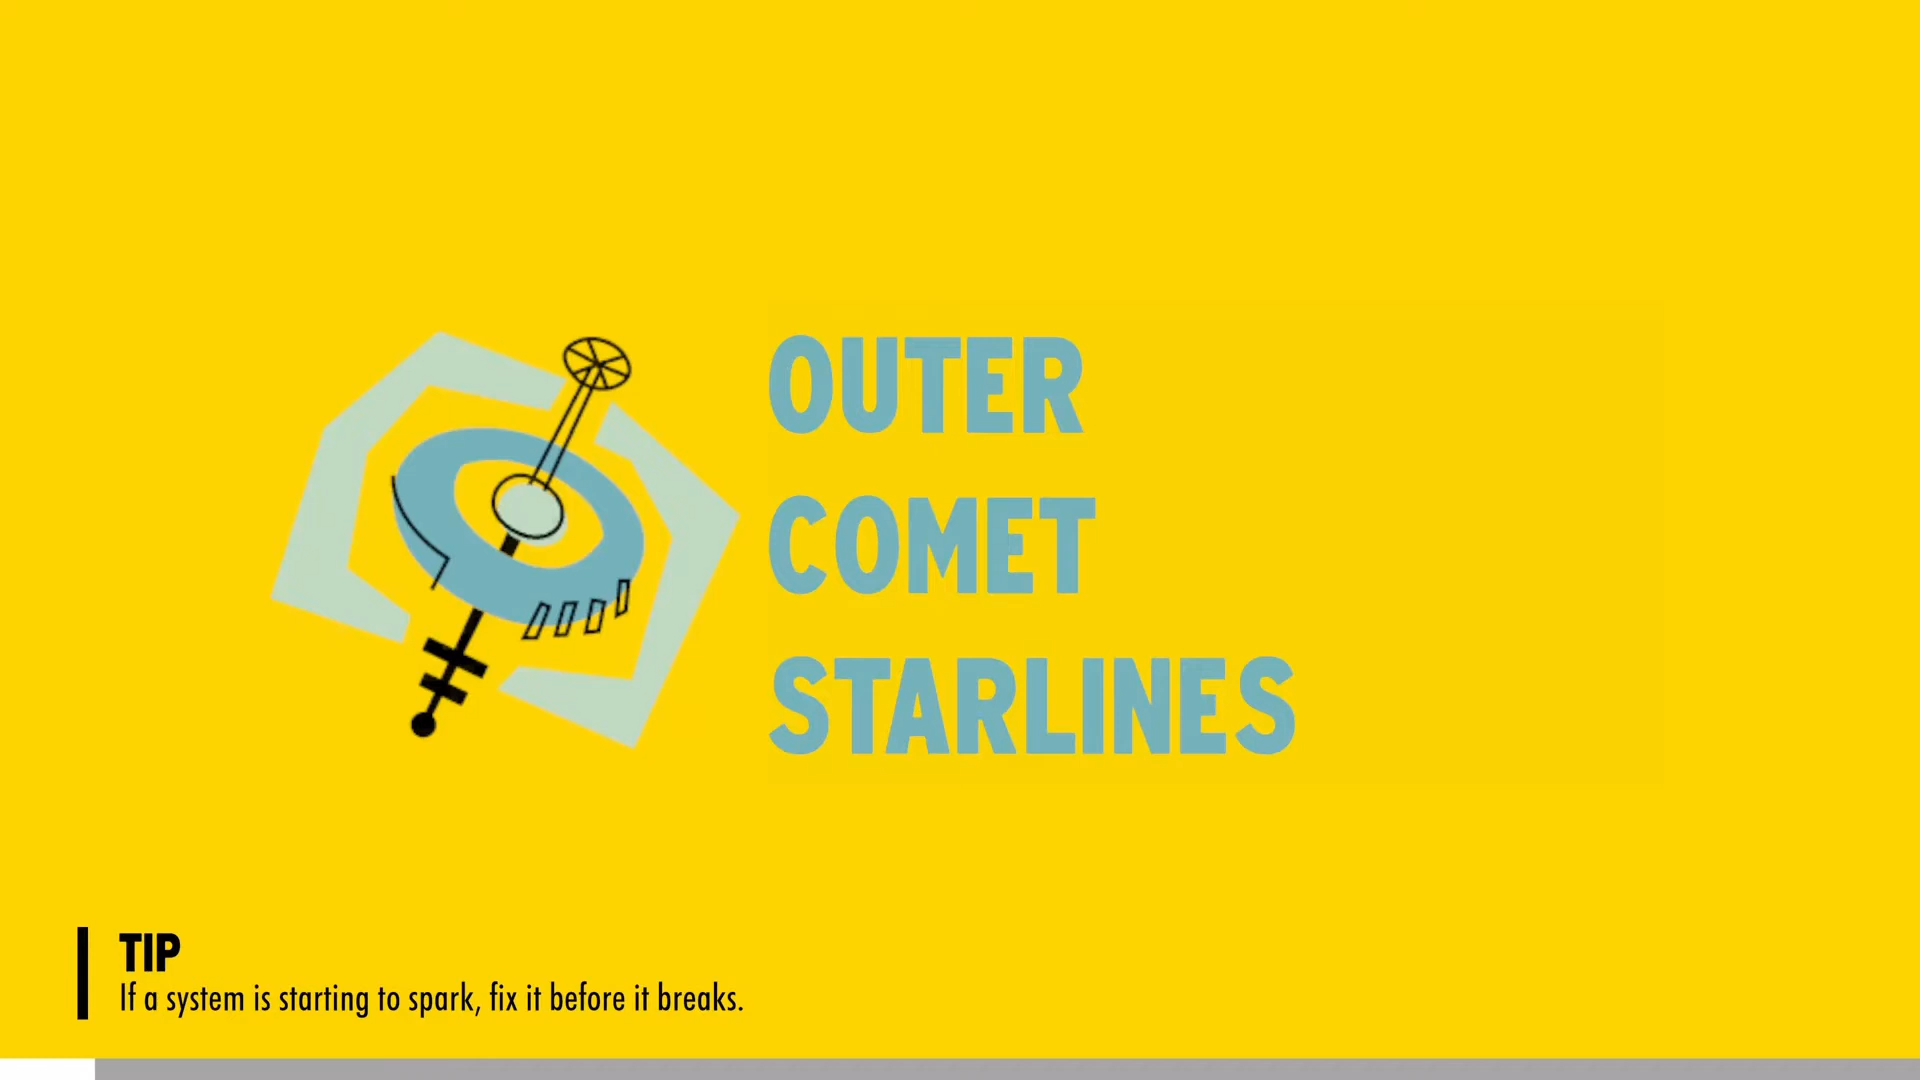 OUTER
COMET
STARLINES
TIP
If a system is starting to spark, fix it before it breaks.